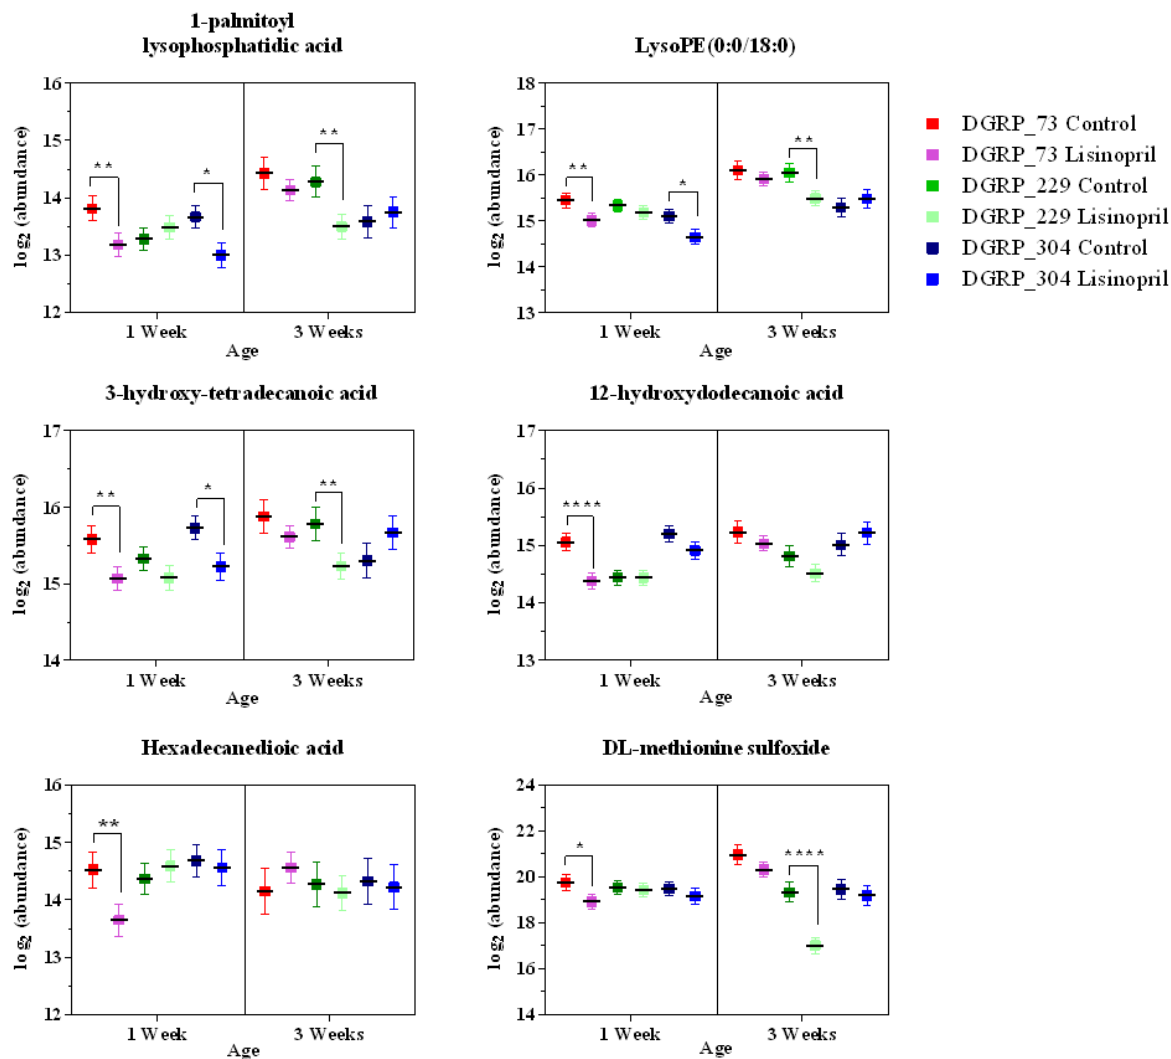 1-palmitoyl
lysophosphatidic acid
log2 (abundance)
16
15
14
13
12
**
*
**
1 Week
3 Weeks
Age
LysoPE(0:0/18:0)
log2 (abundance)
18
17
16
15
14
13
**
*
**
1 Week
3 Weeks
Age
DGRP_73 Control
DGRP_73 Lisinopril
DGRP_229 Control
DGRP_229 Lisinopril
DGRP_304 Control
DGRP_304 Lisinopril
3-hydroxy-tetradecanoic acid
log2 (abundance)
17
16
15
14
**
*
**
1 Week
3 Weeks
Age
12-hydroxydodecanoic acid
log2 (abundance)
17
16
15
14
13
****
1 Week
3 Weeks
Age
Hexadecanedioic acid
log2 (abundance)
16
15
14
13
12
**
1 Week
3 Weeks
Age
DL-methionine sulfoxide
log2 (abundance)
24
22
20
18
16
14
*
****
1 Week
3 Weeks
Age